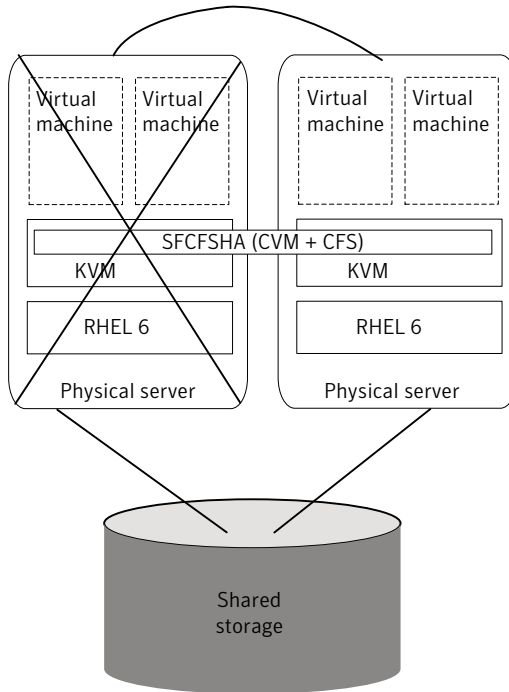 Virtual
machine
Virtual
machine
Virtual
machine
Virtual
machine
SFCFSHA (CVM + CFS)
KVM
KVM
RHEL 6
RHEL 6
Physical server
Physical server
Shared
storage